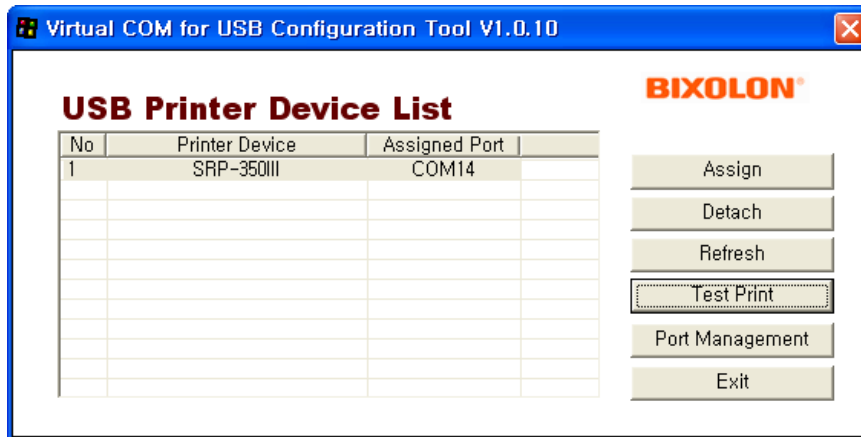 Virtual COM for USB Configuration Tool V1.0.10
BIXOLON®
USB Printer Device List
No Printer Device Assigned Port
1 SRP-350III COM14
Assign
Detach
Refresh
Test Print
Port Management
Exit